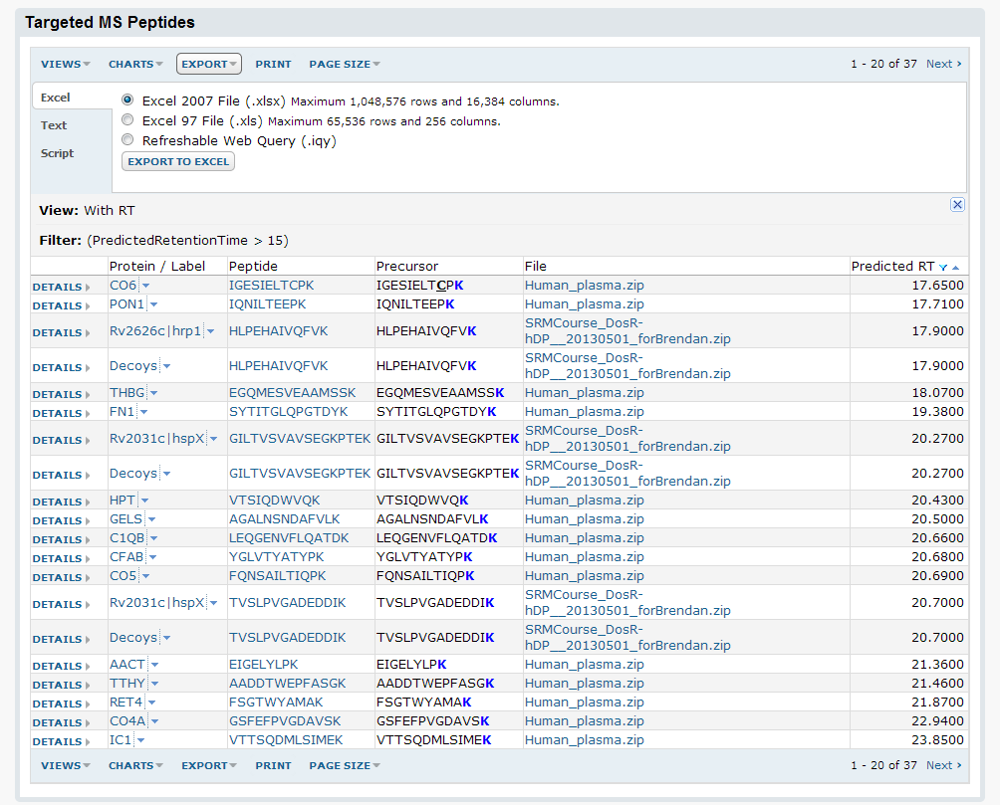 Targeted MS Peptides
VIEWS CHARTS EXPORT PRINT PAGE SIZE 1 - 20 of 37 Next ›
Excel
Text
Script
Excel 2007 File (.xlsx) Maximum 1,048,576 rows and 16,384 columns.
Excel 97 File (.xls) Maximum 65,536 rows and 256 columns.
Refreshable Web Query (.iqy)
EXPORT TO EXCEL
View: With RT
Filter: (PredictedRetentionTime > 15)
Protein / Label Peptide Precursor File Predicted RT
DETAILS CO6 IGESIELTCPK IGESIELTCPK Human_plasma.zip 17.6500
DETAILS PON1 IQNILTEEPK IQNILTEEPK Human_plasma.zip 17.7100
DETAILS Rv2626c|hrp1 HLPEHAIVQFVK HLPEHAIVQFVK SRMCourse_DosR-
hDP__20130501_forBrendan.zip 17.9000
DETAILS Decoys HLPEHAIVQFVK HLPEHAIVQFVK SRMCourse_DosR-
hDP__20130501_forBrendan.zip 17.9000
DETAILS THBG EGQMESVEAAMSSK EGQMESVEAAMSSK Human_plasma.zip 18.0700
DETAILS FN1 SYTITGLQPGTDYK SYTITGLQPGTDYK Human_plasma.zip 19.3800
DETAILS Rv2031c|hspX GILTVSVAVSEGKPTEK GILTVSVAVSEGKPTEK SRMCourse_DosR-
hDP__20130501_forBrendan.zip 20.2700
DETAILS Decoys GILTVSVAVSEGKPTEK GILTVSVAVSEGKPTEK SRMCourse_DosR-
hDP__20130501_forBrendan.zip 20.2700
DETAILS HPT VTSIQDWVQK VTSIQDWVQK Human_plasma.zip 20.4300
DETAILS GELS AGALNSNDAFVLK AGALNSNDAFVLK Human_plasma.zip 20.5000
DETAILS C1QB LEQGENVFLQATDK LEQGENVFLQATDK Human_plasma.zip 20.6600
DETAILS CFAB YGLVTYATYPK YGLVTYATYPK Human_plasma.zip 20.6800
DETAILS CO5 FQNSAILTIQPK FQNSAILTIQPK Human_plasma.zip 20.6900
DETAILS Rv2031c|hspX TVSLPVGADEDDIK TVSLPVGADEDDIK SRMCourse_DosR-
hDP__20130501_forBrendan.zip 20.7000
DETAILS Decoys TVSLPVGADEDDIK TVSLPVGADEDDIK SRMCourse_DosR-
hDP__20130501_forBrendan.zip 20.7000
DETAILS AACT EIGELYLPK EIGELYLPK Human_plasma.zip 21.3600
DETAILS TTHY AADDTWEPFASGK AADDTWEPFASGK Human_plasma.zip 21.4600
DETAILS RET4 FSGTWYAMAK FSGTWYAMAK Human_plasma.zip 21.8700
DETAILS CO4A GSFEFPVGDAVSK GSFEFPVGDAVSK Human_plasma.zip 22.9400
DETAILS IC1 VTTSQDMLSIMEK VTTSQDMLSIMEK Human_plasma.zip 23.8500
VIEWS CHARTS EXPORT PRINT PAGE SIZE 1 - 20 of 37 Next ›